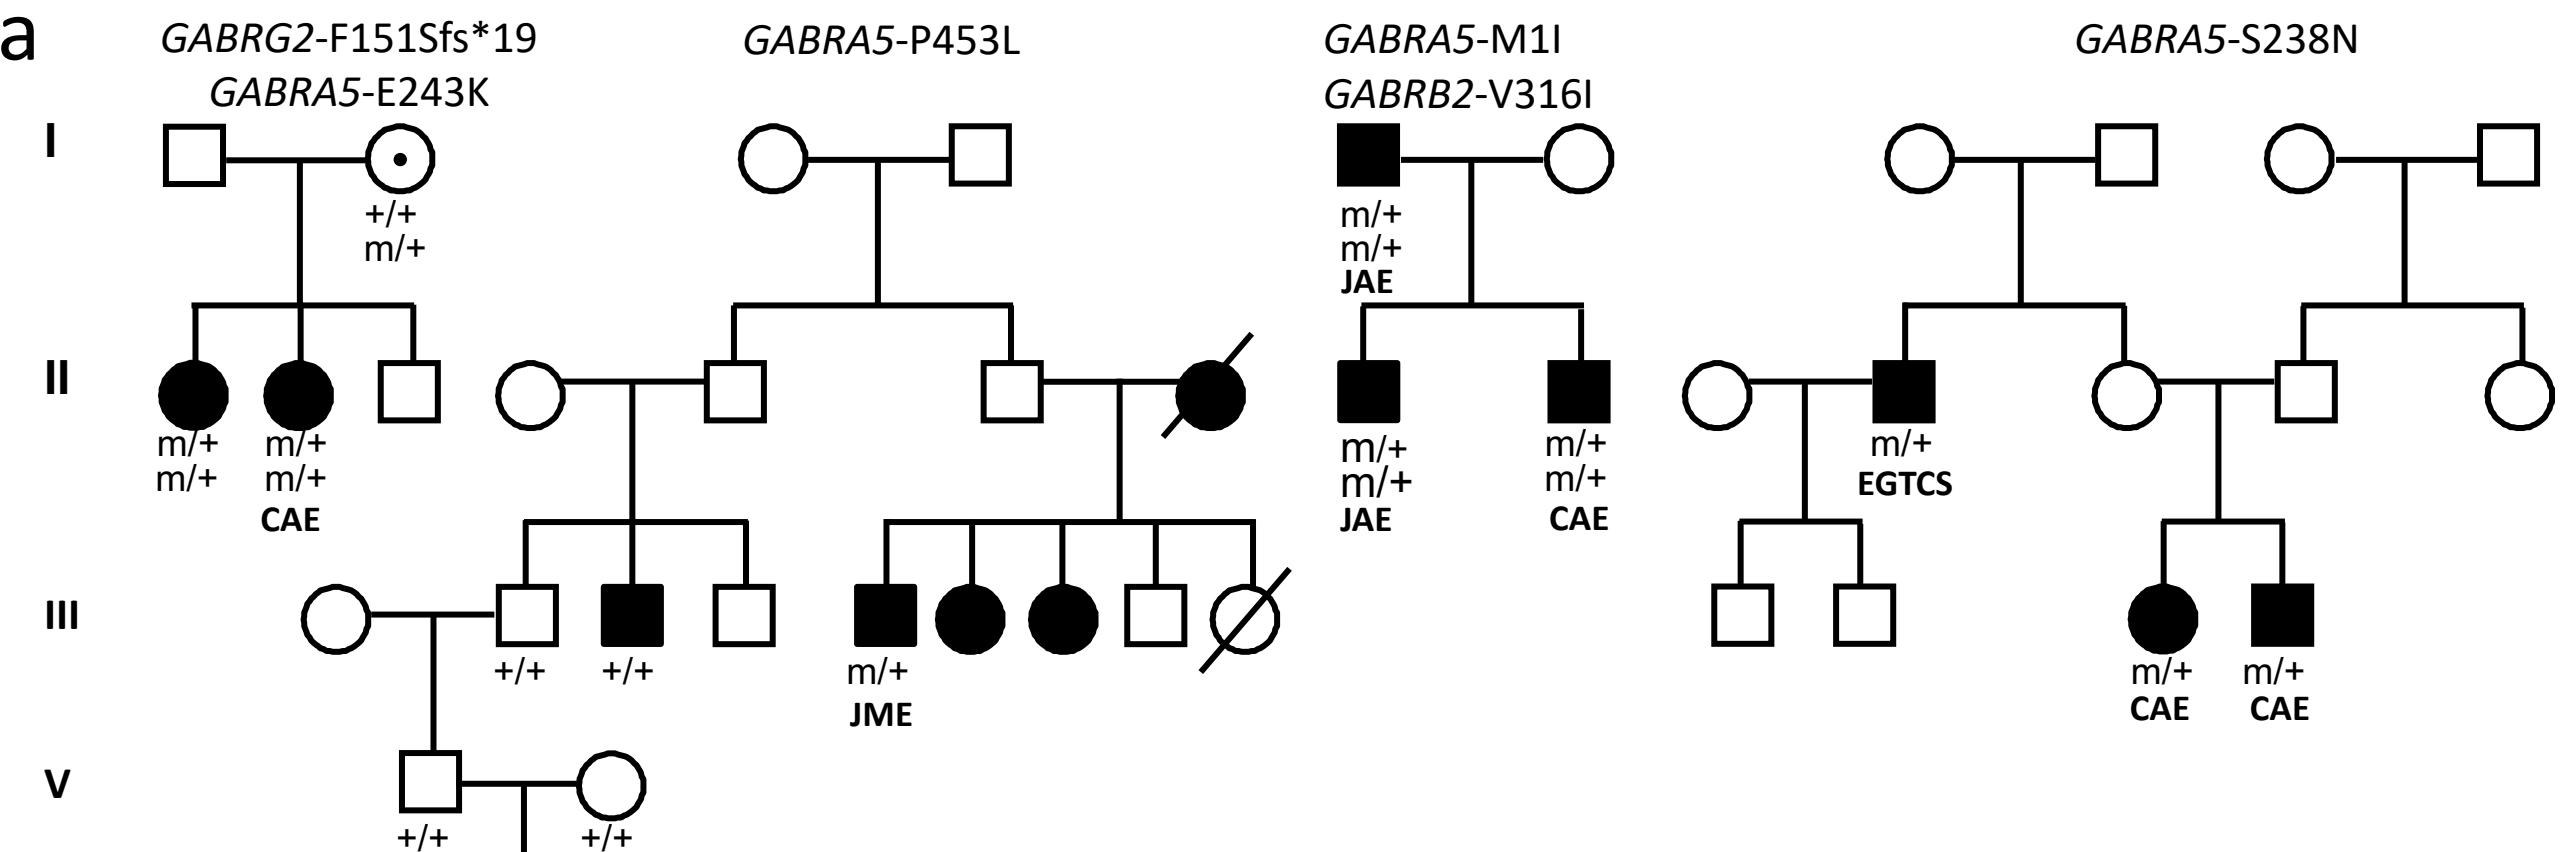 a
GABRG2-F151Sfs*19
GABRA5-E243K
GABRA5-P453L
GABRA5-M1I
GABRB2-V316I
GABRA5-S238N
I
+/+
m/+
m/+
m/+
JAE
II
m/+
m/+
m/+
m/+
CAE
m/+
m/+
JAE
m/+
m/+
CAE
m/+
EGTCS
III
+/+
+/+
m/+
JME
m/+
CAE
m/+
CAE
V
+/+
+/+